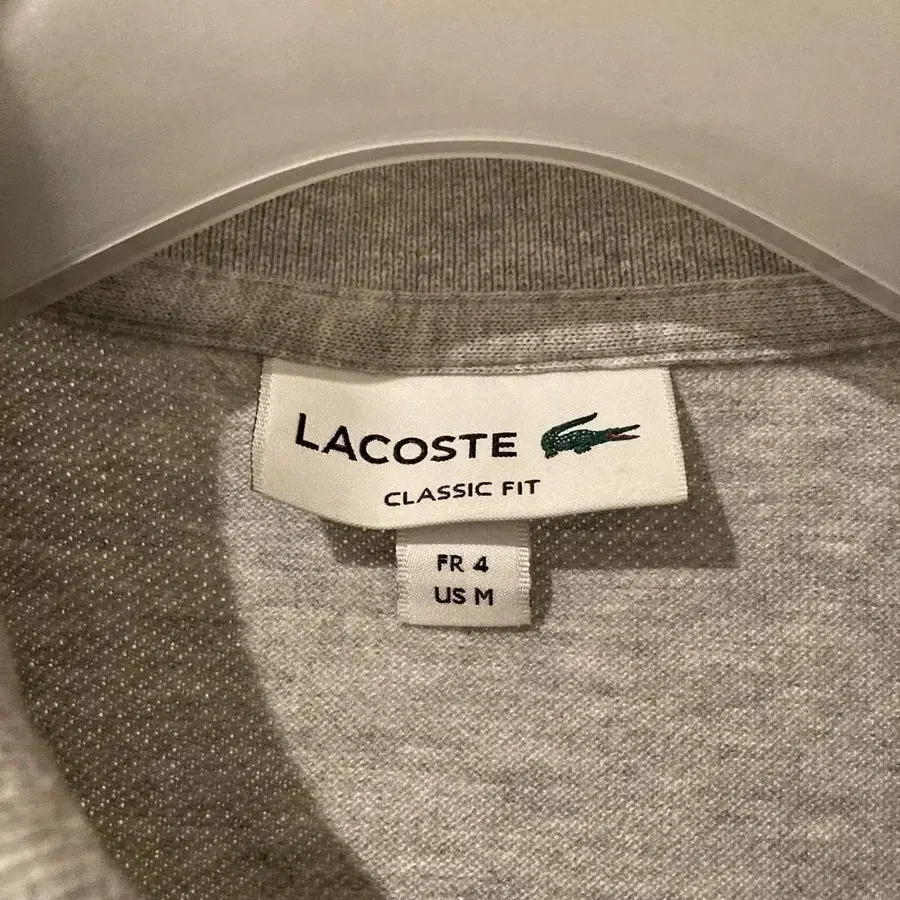 LACOSTE
CLASSIC FIT
FR 4
US M